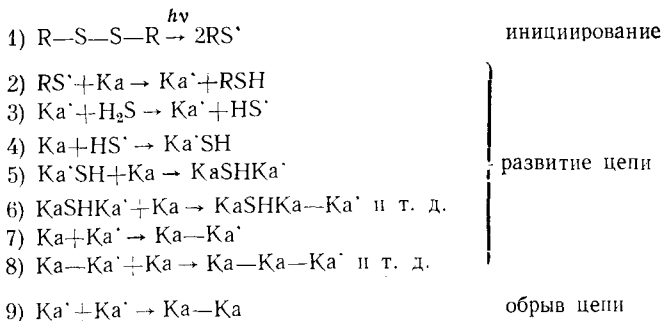 hν
1) R—S—S—R → 2RS˙ инициирование
2) RS˙+Ka → Ka˙+RSH
3) Ka˙+H₂S → Ka˙+HS˙
4) Ka+HS˙ → Ka˙SH
5) Ka˙SH+Ka → KaSHKa˙
развитие цепи
6) KaSHKa˙+Ka → KaSHKa—Ka˙ и т. д.
7) Ka+Ka˙ → Ka—Ka˙
8) Ka—Ka˙+Ka → Ka—Ka—Ka˙ и т. д.
9) Ka˙+Ka˙ → Ka—Ka обрыв цепи